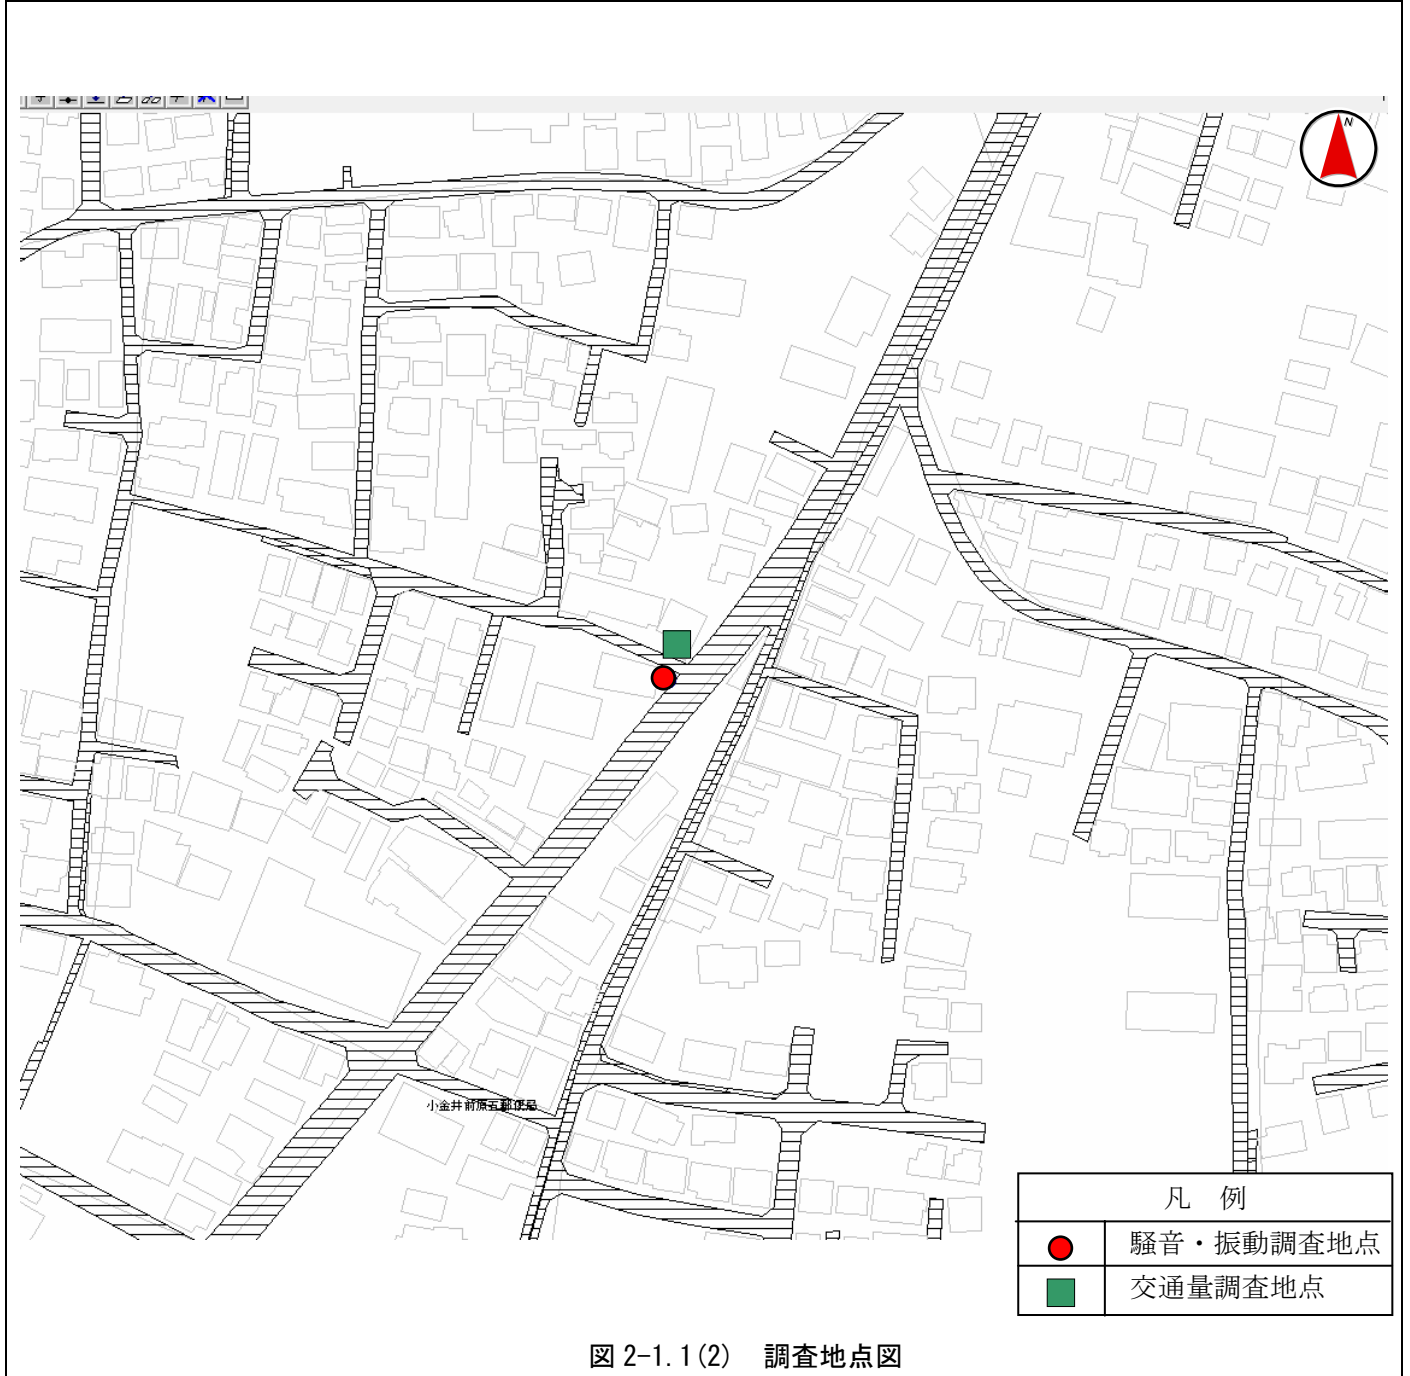 N
小金井前原五郵便局
凡 例
騒音・振動調査地点
交通量調査地点
図 2-1.1(2) 調査地点図